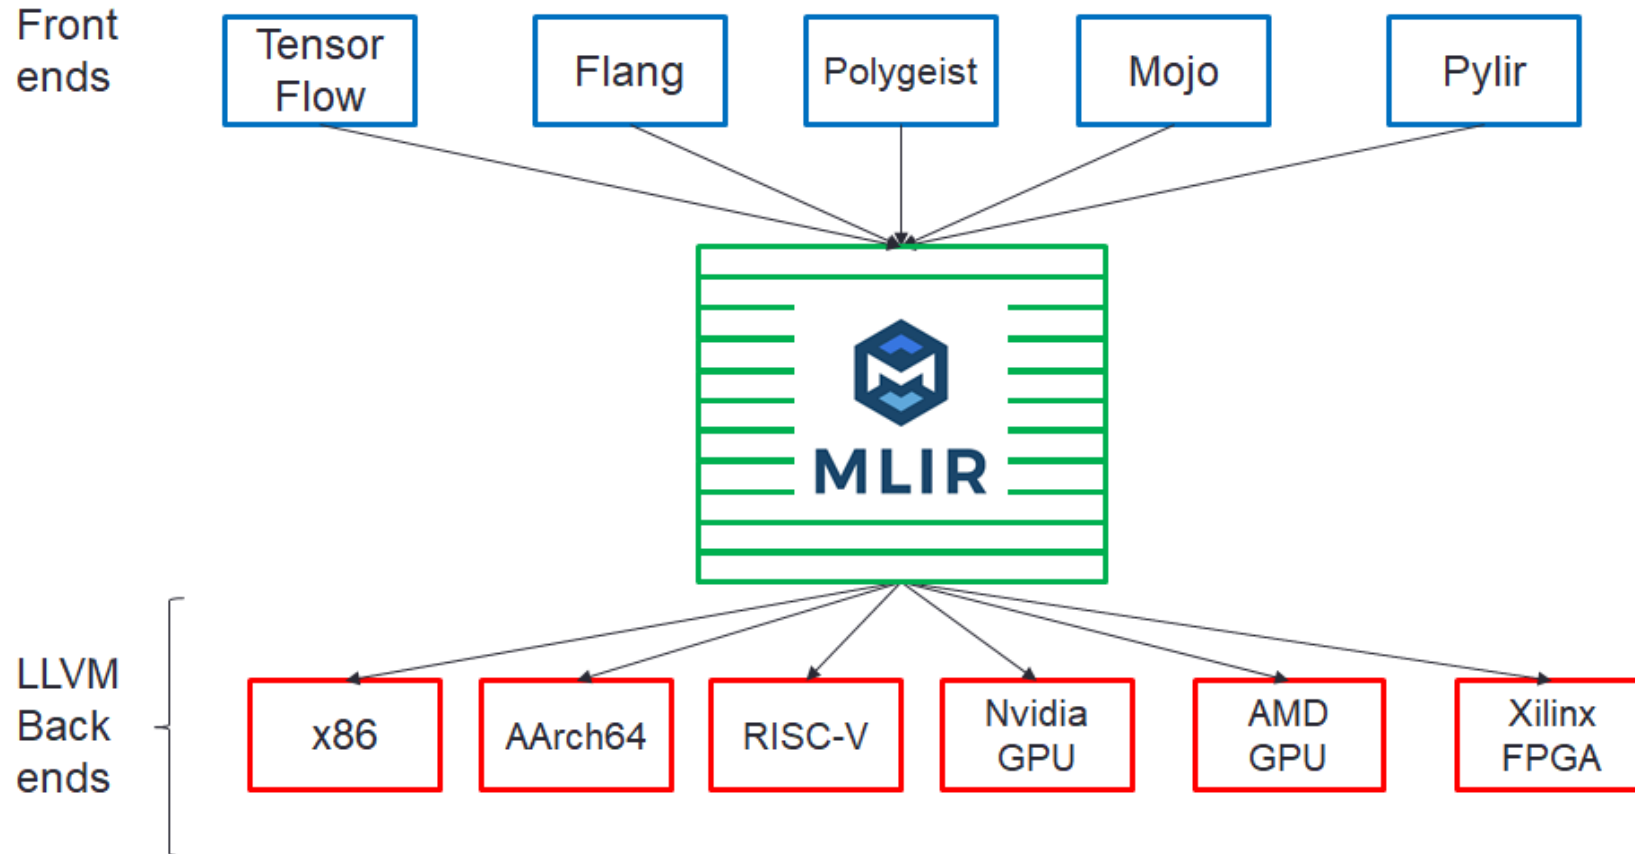 Front
ends
Tensor
Flow
Flang
Polygeist
Mojo
Pylir
MLIR
LLVM
Back
ends
x86
AArch64
RISC-V
Nvidia
GPU
AMD
GPU
Xilinx
FPGA